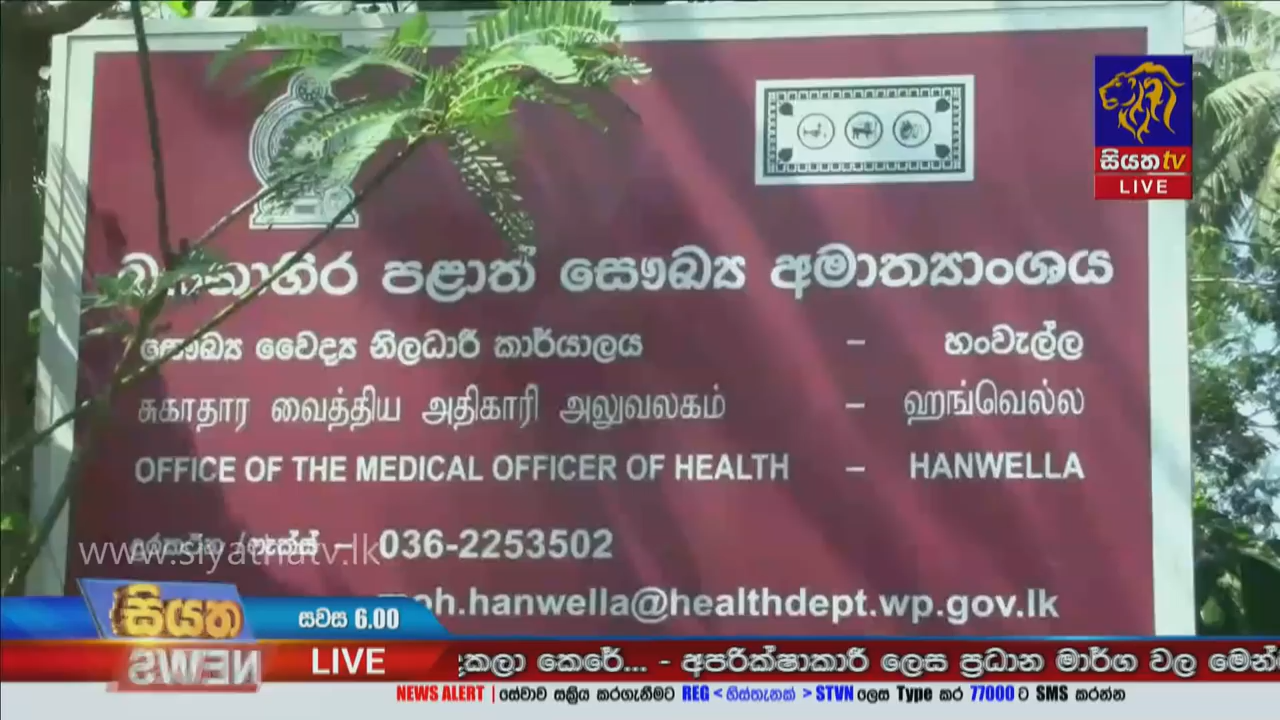 සියත tv
LIVE
බස්නාහිර පළාත් සෞඛ්‍ය අමාත්‍යාංශය
සෞඛ්‍ය වෛද්‍ය නිලධාරී කාර්යාලය – හංවැල්ල
சுகாதார வைத்திய அதிகாரி அலுவலகம் – ஹங்வெல்ல
OFFICE OF THE MEDICAL OFFICER OF HEALTH – HANWELLA
/ෆැක්ස් – 036-2253502
www.siyathatv.lk
moh.hanwella@healthdept.wp.gov.lk
සියත
සවස 6.00
NEWS
LIVE
කෙරේ... - අපරික්ෂාකාරී ලෙස ප්‍රධාන මාර්ග වල
NEWS ALERT | සේවාව සක්‍රිය කරගැනීමට REG < හිස්තැනක් > STVN ලෙස Type කර 77000 ට SMS කරන්න